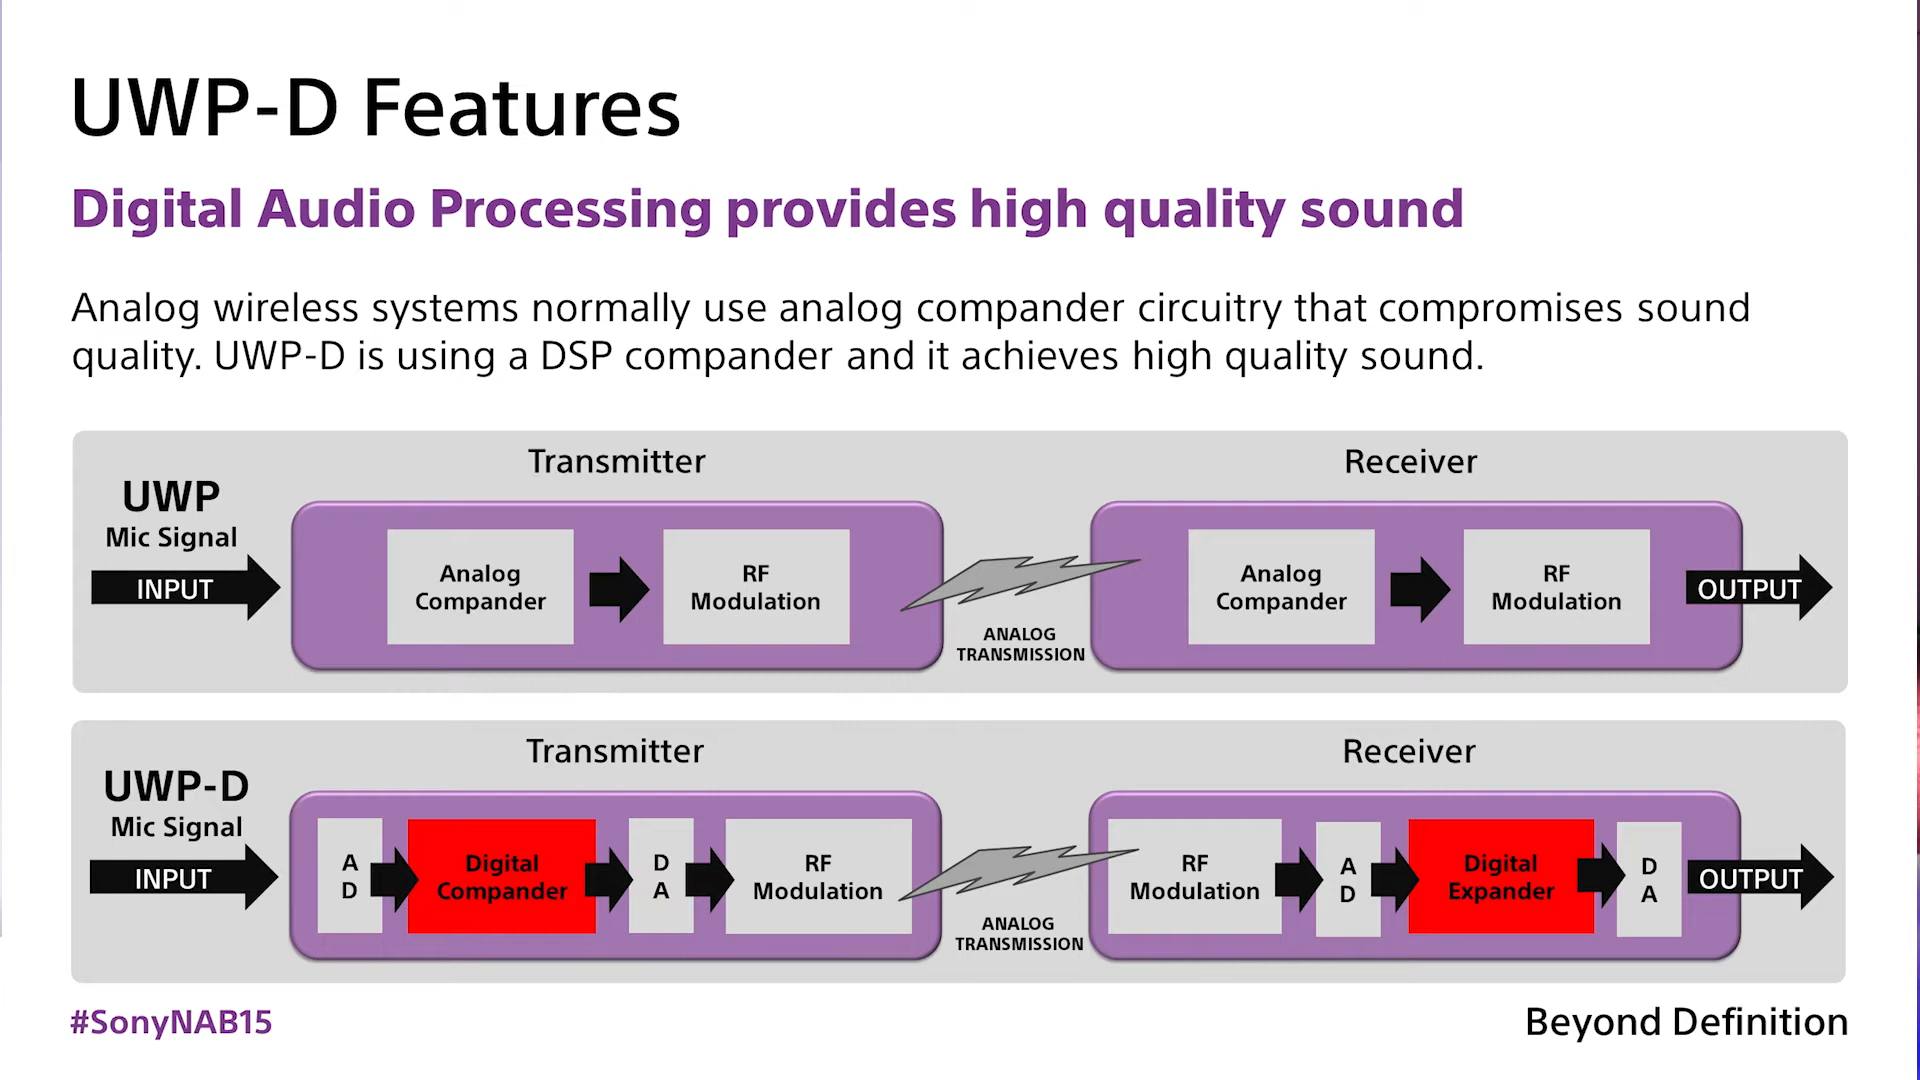 UWP-D Features
Digital Audio Processing provides high quality sound
Analog wireless systems normally use analog compander circuitry that compromises sound
quality. UWP-D is using a DSP compander and it achieves high quality sound.
Transmitter
Receiver
UWP
Mic Signal
INPUT
Analog
Compander
RF
Modulation
ANALOG
TRANSMISSION
Analog
Compander
RF
Modulation
OUTPUT
Transmitter
Receiver
UWP-D
Mic Signal
INPUT
A
D
Digital
Compander
D
A
RF
Modulation
ANALOG
TRANSMISSION
RF
Modulation
A
D
Digital
Expander
D
A
OUTPUT
#SonyNAB15
Beyond Definition